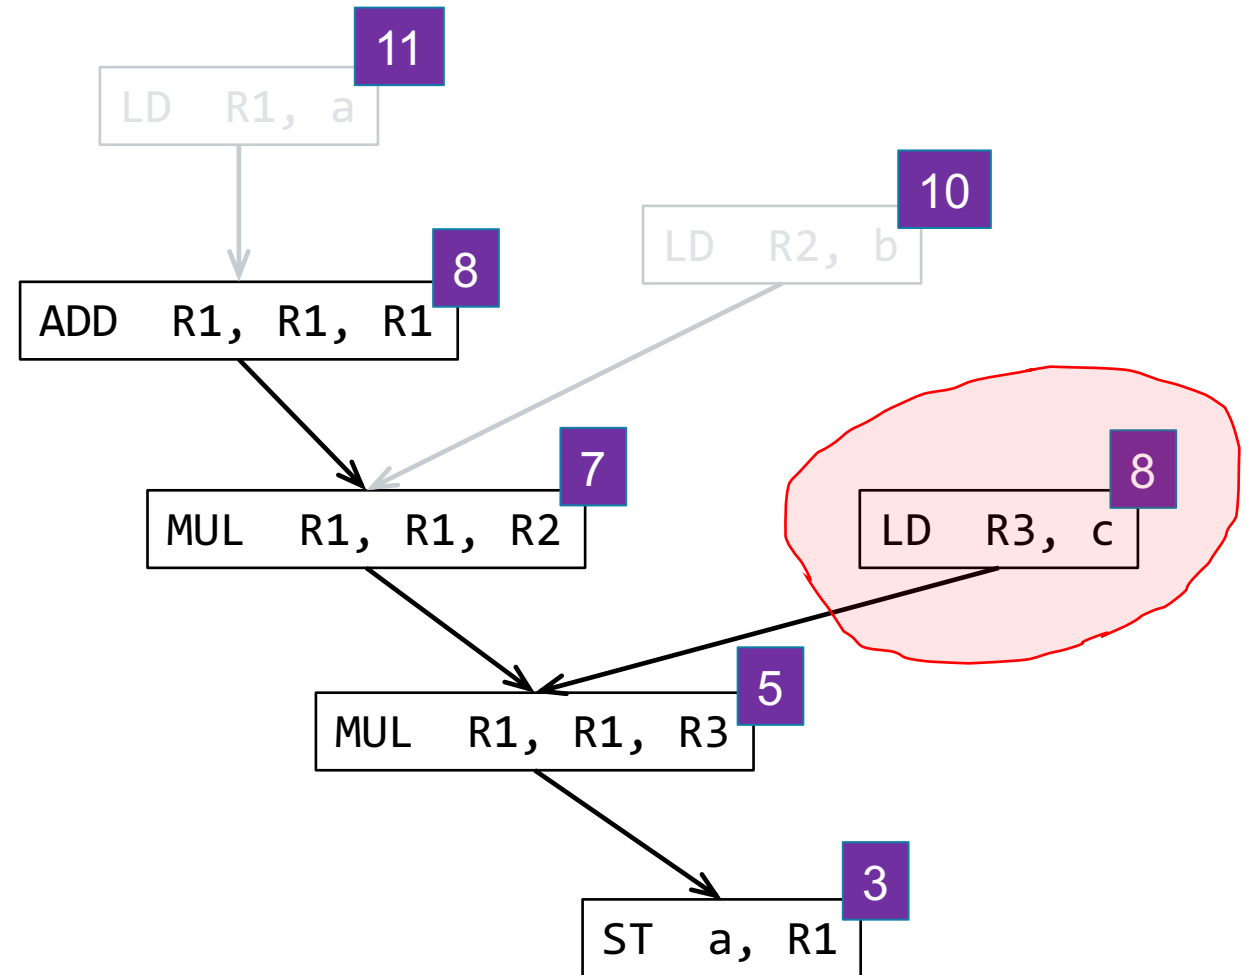 11
LD R1, a
10
LD R2, b
8
ADD R1, R1, R1
7
MUL R1, R1, R2
8
LD R3, c
5
MUL R1, R1, R3
3
ST a, R1